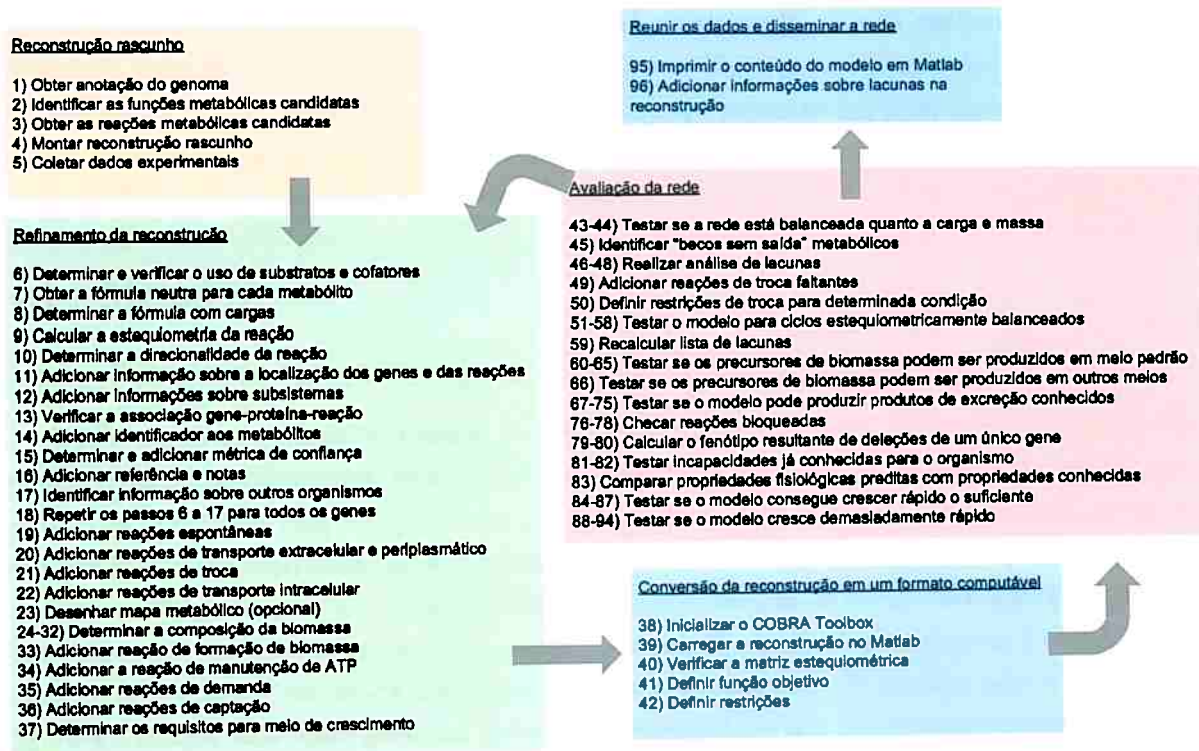 Reconstrução rascunho
1) Obter anotação do genoma
2) Identificar as funções metabólicas candidatas
3) Obter as reações metabólicas candidatas
4) Montar reconstrução rascunho
5) Coletar dados experimentais
Refinamento da reconstrução
6) Determinar e verificar o uso de substratos e cofatores
7) Obter a fórmula neutra para cada metabólito
8) Determinar a fórmula com cargas
9) Calcular a estequiometria da reação
10) Determinar a direcionalidade da reação
11) Adicionar informação sobre a localização dos genes e das reações
12) Adicionar informações sobre subsistemas
13) Verificar a associação gene-proteína-reação
14) Adicionar identificador aos metabólitos
15) Determinar e adicionar métrica de confiança
16) Adicionar referência e notas
17) Identificar informação sobre outros organismos
18) Repetir os passos 6 a 17 para todos os genes
19) Adicionar reações espontâneas
20) Adicionar reações de transporte extracelular e periplasmático
21) Adicionar reações de troca
22) Adicionar reações de transporte intracelular
23) Desenhar mapa metabólico (opcional)
24-32) Determinar a composição da biomassa
33) Adicionar reação de formação de biomassa
34) Adicionar a reação de manutenção de ATP
35) Adicionar reações de demanda
36) Adicionar reações de captação
37) Determinar os requisitos para meio de crescimento
Conversão da reconstrução em um formato computável
38) Inicializar o COBRA Toolbox
39) Carregar a reconstrução no Matlab
40) Verificar a matriz estequiométrica
41) Definir função objetivo
42) Definir restrições
Avaliação da rede
43-44) Testar se a rede está balanceada quanto a carga e massa
45) Identificar "becos sem saída" metabólicos
46-48) Realizar análise de lacunas
49) Adicionar reações de troca faltantes
50) Definir restrições de troca para determinada condição
51-58) Testar o modelo para ciclos estequiometricamente balanceados
59) Recalcular lista de lacunas
60-65) Testar se os precursores de biomassa podem ser produzidos em meio padrão
66) Testar se os precursores de biomassa podem ser produzidos em outros meios
67-75) Testar se o modelo pode produzir produtos de excreção conhecidos
76-78) Checar reações bloqueadas
79-80) Calcular o fenótipo resultante de deleções de um único gene
81-82) Testar incapacidades já conhecidas para o organismo
83) Comparar propriedades fisiológicas preditas com propriedades conhecidas
84-87) Testar se o modelo consegue crescer rápido o suficiente
88-94) Testar se o modelo cresce demasiadamente rápido
Reunir os dados e disseminar a rede
95) Imprimir o conteúdo do modelo em Matlab
96) Adicionar informações sobre lacunas na
reconstrução